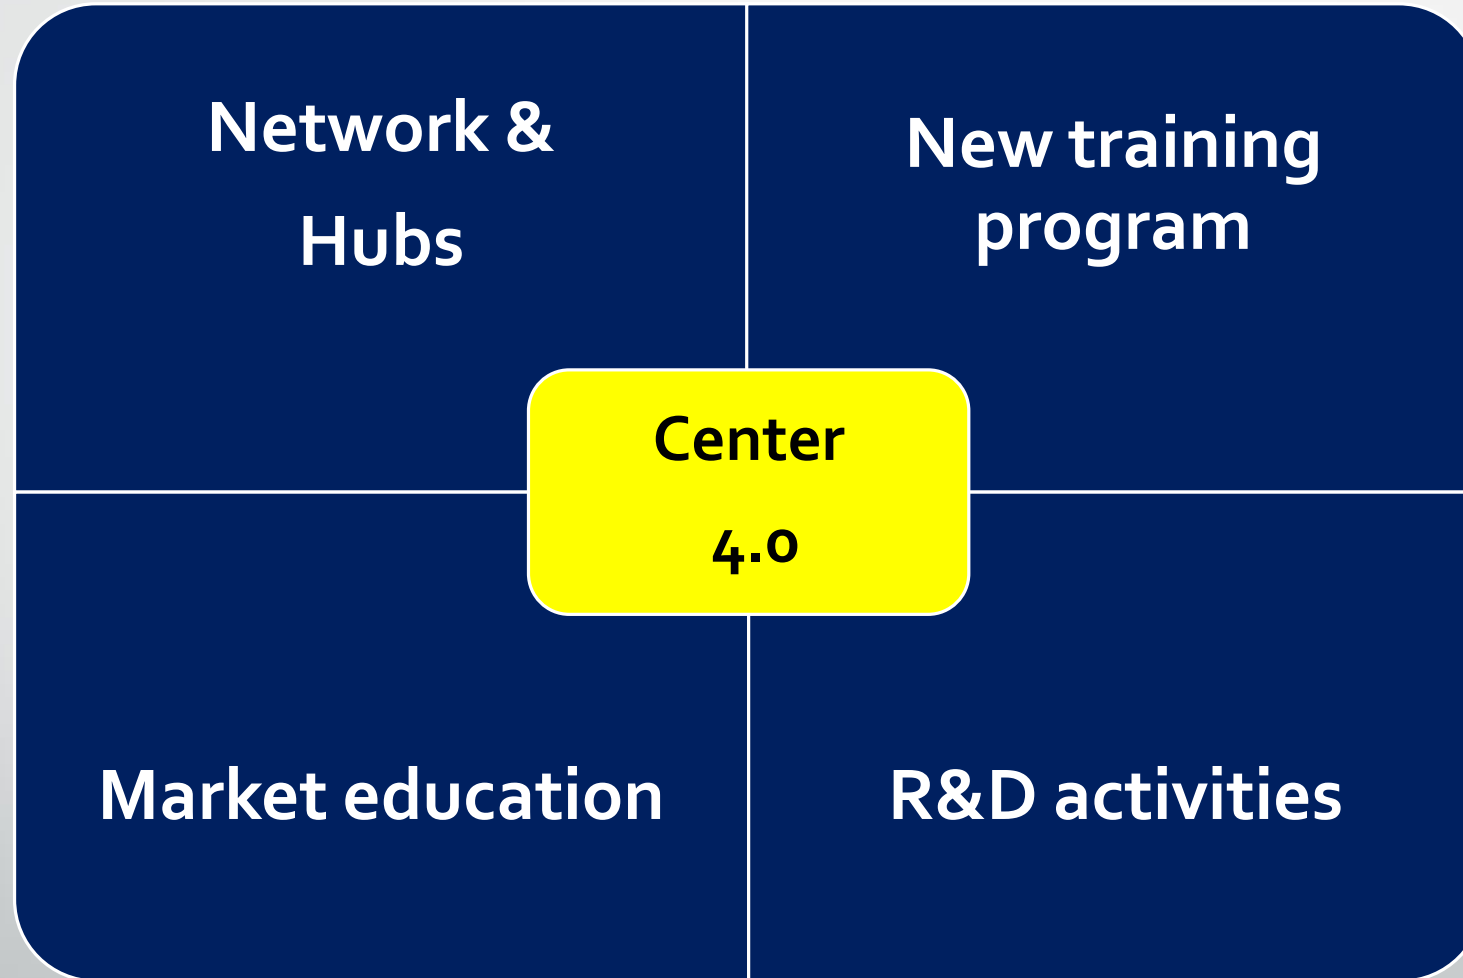 Network &
Hubs
New training
program
Center
4.0
Market education
R&D activities